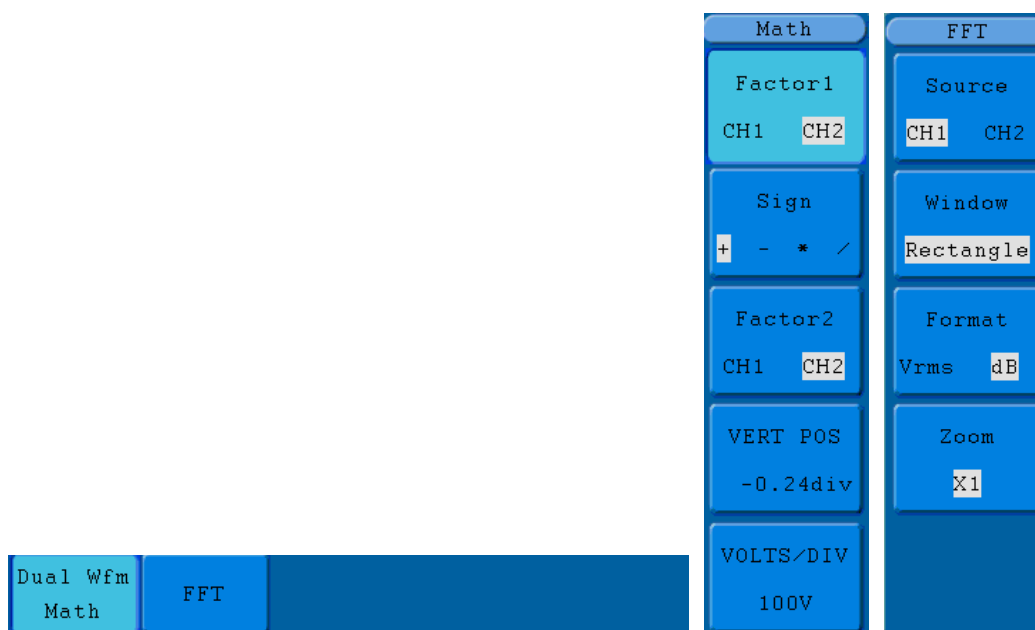 Math
Factor1
CH1 CH2
Sign
+ - * /
Factor2
CH1 CH2
VERT POS
-0.24div
VOLTS/DIV
100V
FFT
Source
CH1 CH2
Window
Rectangle
Format
Vrms dB
Zoom
X1
Dual Wfm
Math
FFT